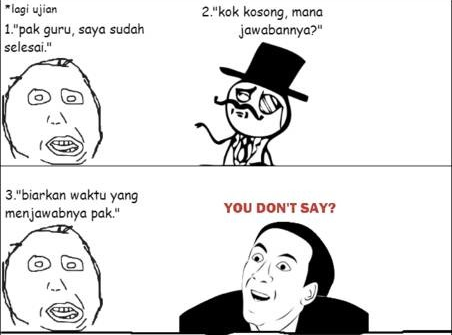 *lagi ujian
1."pak guru, saya sudah
selesai."
2."kok kosong, mana
jawabannya?"
3."biarkan waktu yang
menjawabnya pak."
YOU DON'T SAY?